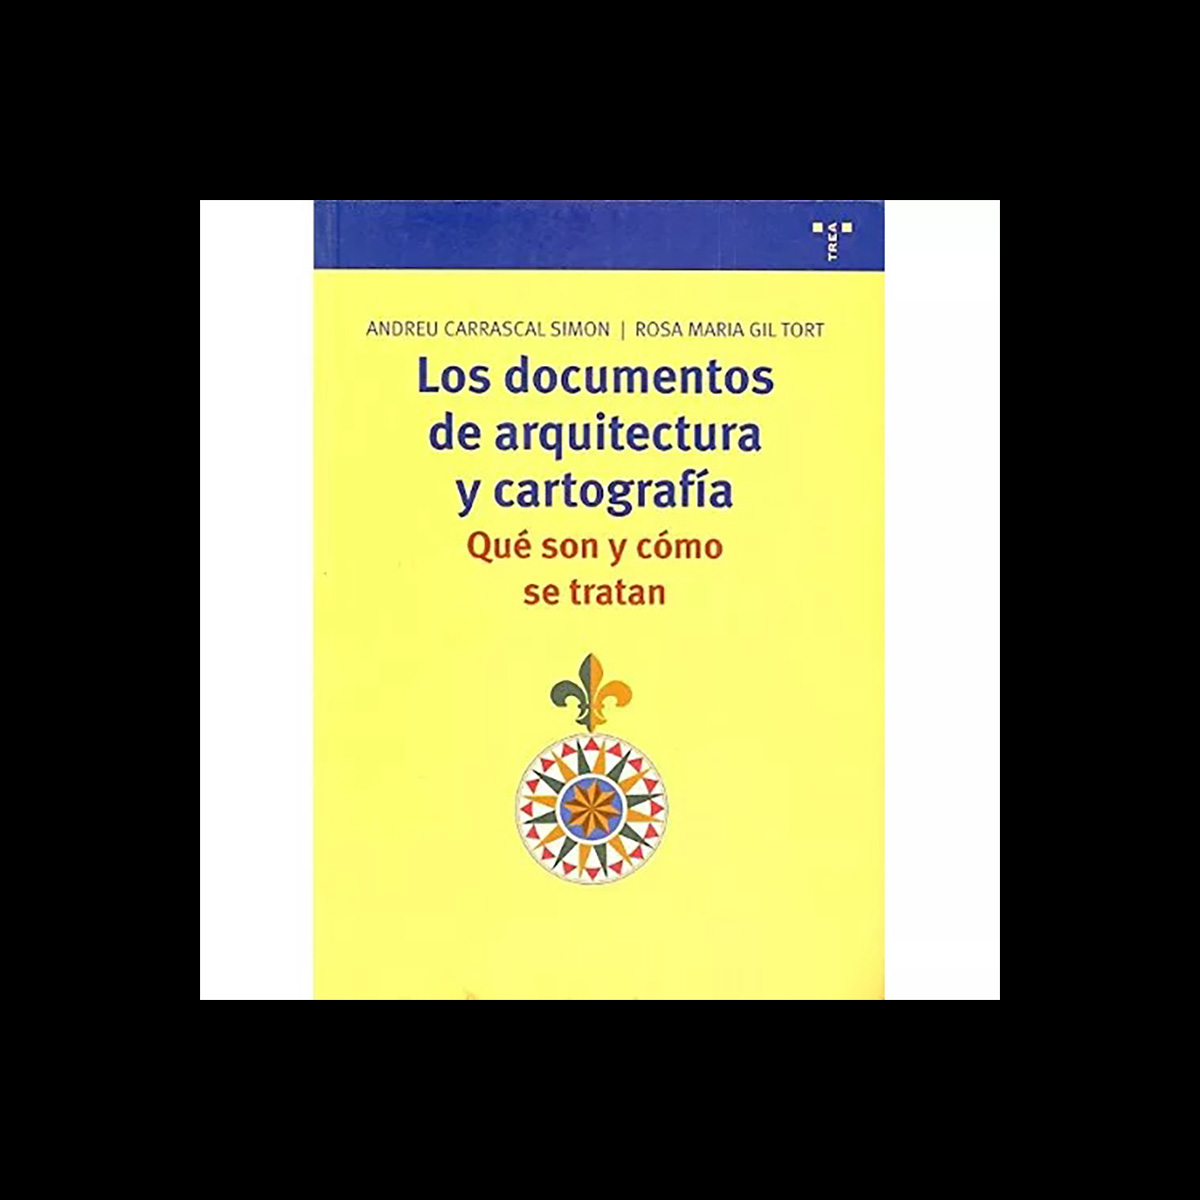 TREA
ANDREU CARRASCAL SIMON | ROSA MARIA GIL TORT
Los documentos
de arquitectura
y cartografía
Qué son y cómo
se tratan